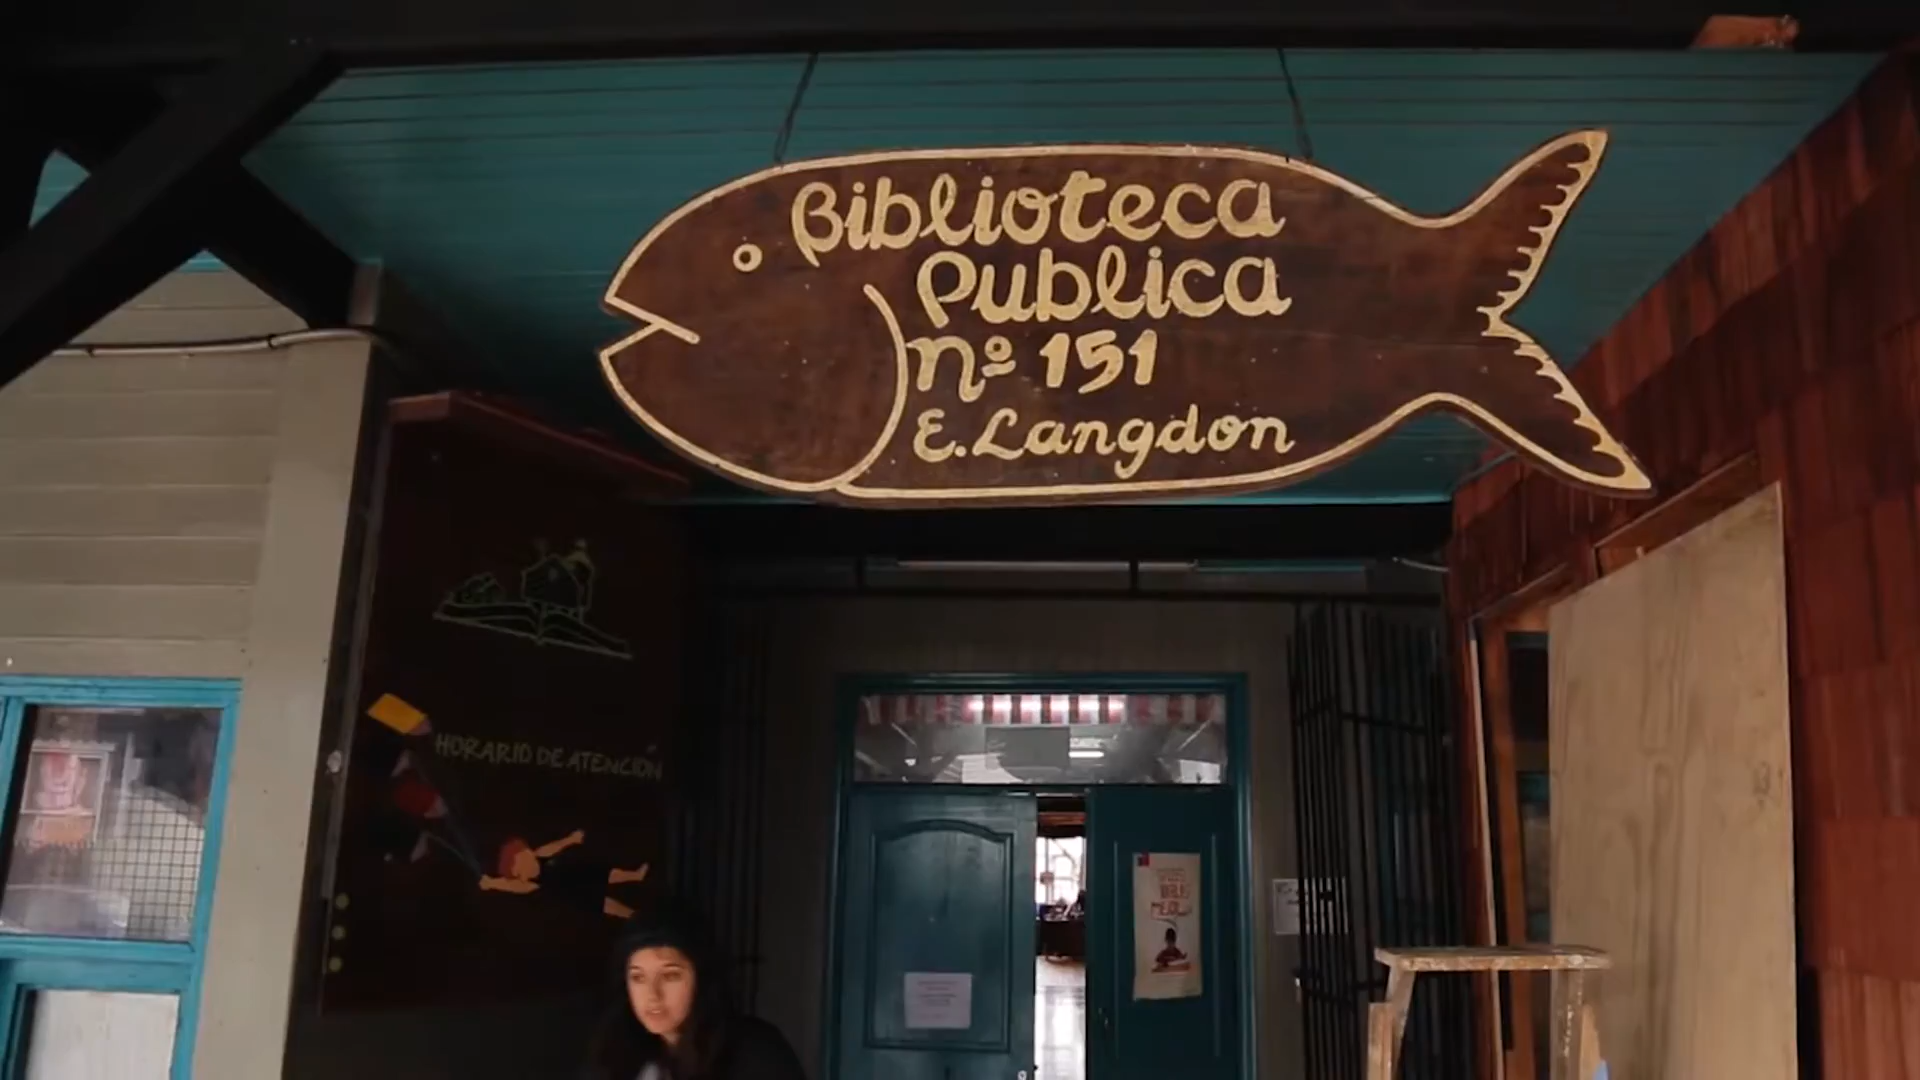 Biblioteca
Publica
nº 151
E. Langdon
HORARIO DE ATENCIÓN